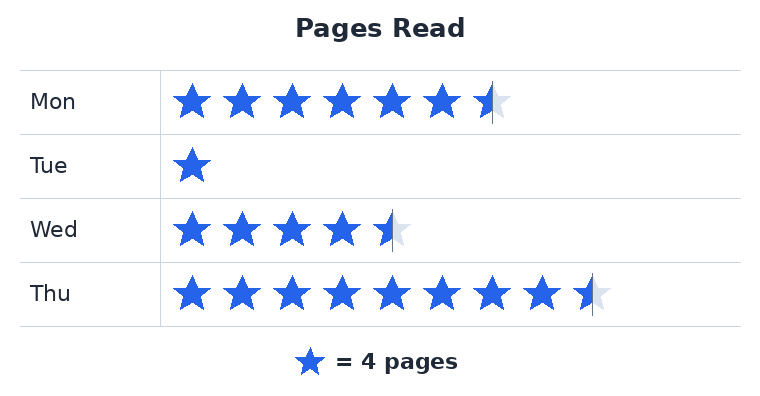 Pages Read
Mon
Tue
Wed
Thu
= 4 pages